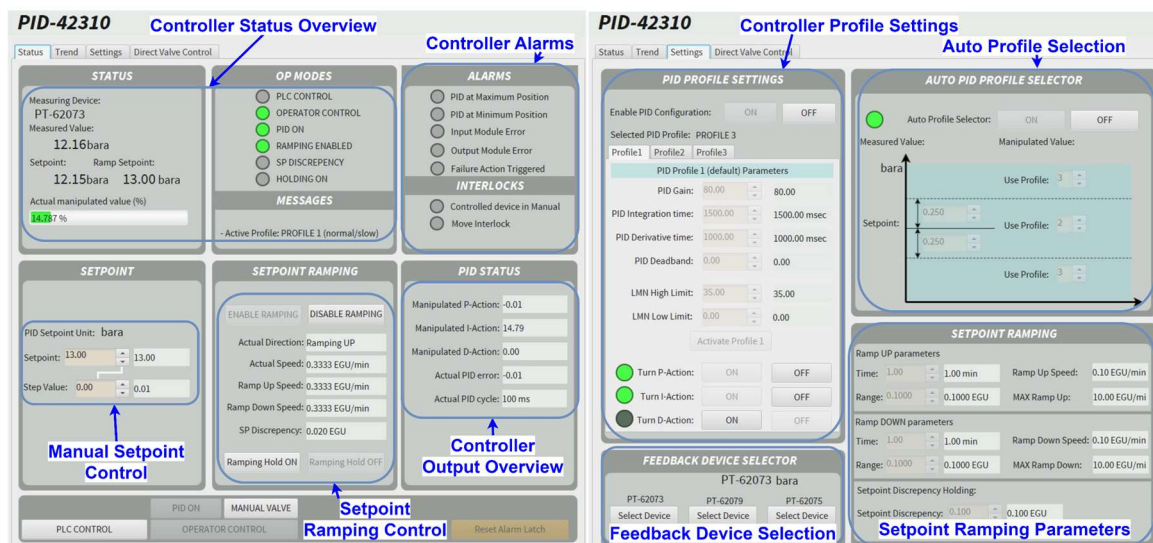 PID-42310
Controller Status Overview
Status Trend Settings Direct Valve Control
Controller Alarms
STATUS
Measuring Device:
PT-62073
Measured Value:
12.16bara
Setpoint: Ramp Setpoint:
12.15bara 13.00 bara
Actual manipulated value (%)
14.787 %
OP MODES
PLC CONTROL
OPERATOR CONTROL
PID ON
RAMPING ENABLED
SP DISCREPENCY
HOLDING ON
MESSAGES
- Active Profile: PROFILE 1 (normal/slow)
ALARMS
PID at Maximum Position
PID at Minimum Position
Input Module Error
Output Module Error
Failure Action Triggered
INTERLOCKS
Controlled device in Manual
Move Interlock
SETPOINT
PID Setpoint Unit: bara
Setpoint: 13.00 13.00
Step Value: 0.00 0.01
Manual Setpoint
Control
SETPOINT RAMPING
ENABLE RAMPING DISABLE RAMPING
Actual Direction: Ramping UP
Actual Speed: 0.3333 EGU/min
Ramp Up Speed: 0.3333 EGU/min
Ramp Down Speed: 0.3333 EGU/min
SP Discrepency: 0.020 EGU
Ramping Hold ON Ramping Hold OFF
PID STATUS
Manipulated P-Action: -0.01
Manipulated I-Action: 14.79
Manipulated D-Action: 0.00
Actual PID error: -0.01
Actual PID cycle: 100 ms
Controller
Output Overview
PID ON MANUAL VALVE
Setpoint
Ramping Control
PLC CONTROL OPERATOR CONTROL Reset Alarm Latch
PID-42310
Controller Profile Settings
Status Trend Settings Direct Valve Control
Auto Profile Selection
PID PROFILE SETTINGS
Enable PID Configuration: ON OFF
Selected PID Profile: PROFILE 3
Profile1 Profile2 Profile3
PID Profile 1 (default) Parameters
PID Gain: 80.00 80.00
PID Integration time: 1500.00 1500.00 msec
PID Derivative time: 1000.00 1000.00 msec
PID Deadband: 0.00 0.00
LMN High Limit: 35.00 35.00
LMN Low Limit: 0.00 0.00
Activate Profile 1
Turn P-Action: ON OFF
Turn I-Action: ON OFF
Turn D-Action: ON OFF
FEEDBACK DEVICE SELECTOR
PT-62073 bara
PT-62073 PT-62079 PT-62075
Select Device Select Device Select Device
Feedback Device Selection
AUTO PID PROFILE SELECTOR
Auto Profile Selector: ON OFF
Measured Value: Manipulated Value:
bara
Use Profile: 3
0.250
Setpoint: Use Profile: 2
0.250
Use Profile: 3
SETPOINT RAMPING
Ramp UP parameters
Time: 1.00 1.00 min Ramp Up Speed: 0.10 EGU/min
Range: 0.1000 0.1000 EGU MAX Ramp Up: 10.00 EGU/mi
Ramp DOWN parameters
Time: 1.00 1.00 min Ramp Down Speed: 0.10 EGU/min
Range: 0.1000 0.1000 EGU MAX Ramp Down: 10.00 EGU/mi
Setpoint Discrepency Holding:
Setpoint Discrepency: 0.100 0.100 EGU
Setpoint Ramping Parameters